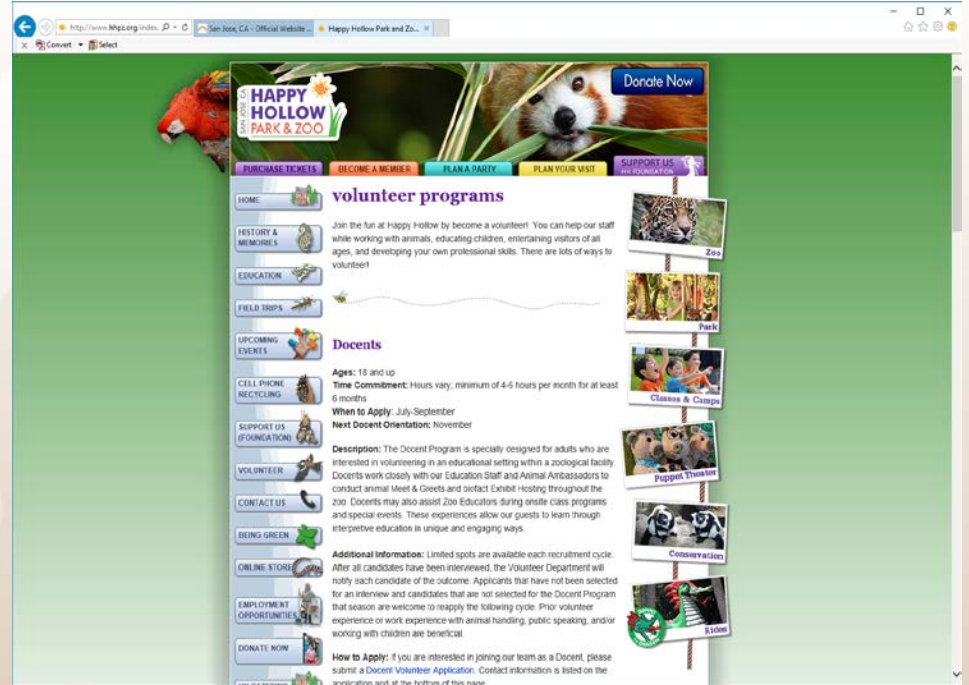 http://www.hhpz.org/index.
San Jose, CA - Official Website ...
Happy Hollow Park and Zo...
x Convert Select
SAN JOSE CA
HAPPY
HOLLOW
PARK & ZOO
Donate Now
PURCHASE TICKETS
BECOME A MEMBER
PLAN A PARTY
PLAN YOUR VISIT
SUPPORT US
HH FOUNDATION
HOME
HISTORY &
MEMORIES
EDUCATION
FIELD TRIPS
UPCOMING
EVENTS
CELL PHONE
RECYCLING
SUPPORT US
(FOUNDATION)
VOLUNTEER
CONTACT US
BEING GREEN
ONLINE STORE
EMPLOYMENT
OPPORTUNITIES
DONATE NOW
volunteer programs
Join the fun at Happy Hollow by become a volunteer! You can help our staff
while working with animals, educating children, entertaining visitors of all
ages, and developing your own professional skills. There are lots of ways to
volunteer!
Docents
Ages: 18 and up
Time Commitment: Hours vary; minimum of 4-6 hours per month for at least
6 months
When to Apply: July-September
Next Docent Orientation: November
Description: The Docent Program is specially designed for adults who are
interested in volunteering in an educational setting within a zoological facility.
Docents work closely with our Education Staff and Animal Ambassadors to
conduct animal Meet & Greets and biofact Exhibit Hosting throughout the
zoo. Docents may also assist Zoo Educators during onsite class programs
and special events. These experiences allow our guests to learn through
interpretive education in unique and engaging ways.
Additional Information: Limited spots are available each recruitment cycle.
After all candidates have been interviewed, the Volunteer Department will
notify each candidate of the outcome. Applicants that have not been selected
for an interview and candidates that are not selected for the Docent Program
that season are welcome to reapply the following cycle. Prior volunteer
experience or work experience with animal handling, public speaking, and/or
working with children are beneficial.
How to Apply: If you are interested in joining our team as a Docent, please
submit a Docent Volunteer Application. Contact information is listed on the
application and at the bottom of this page.
Zoo
Park
Classes & Camps
Puppet Theater
Conservation
Rides